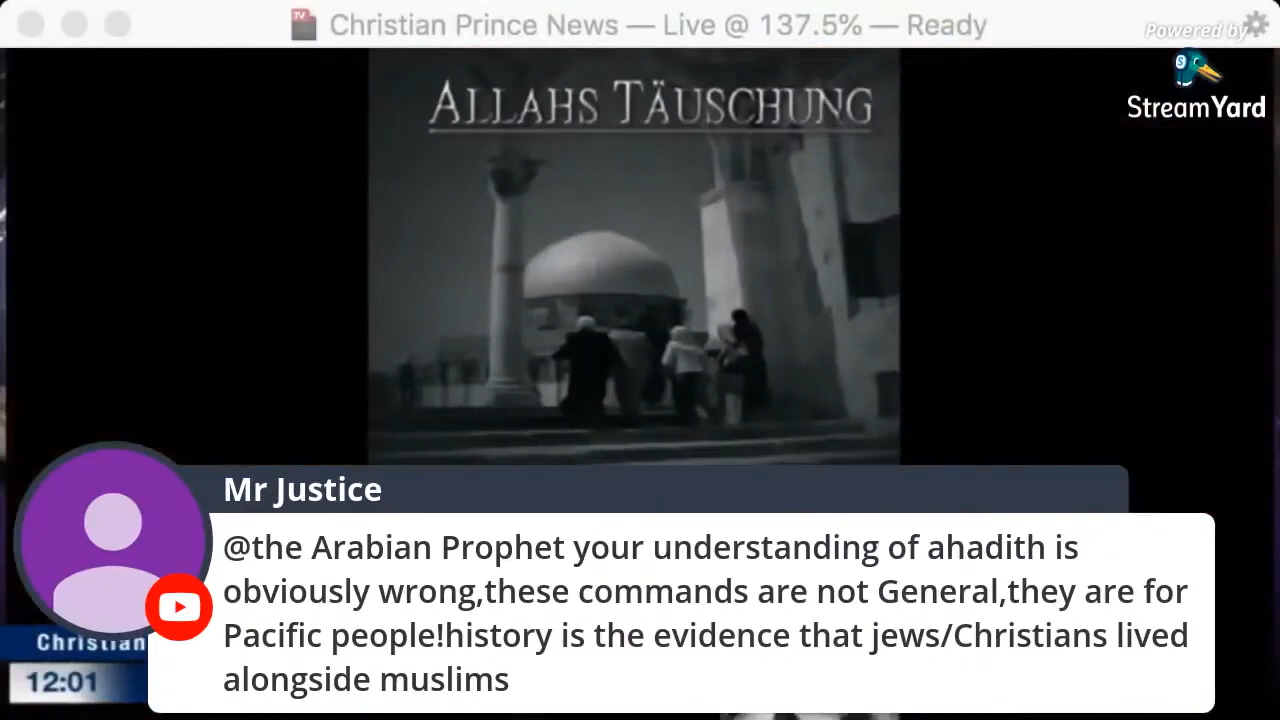 TV
Christian Prince News — Live @ 137.5% — Ready
Powered by
S
StreamYard
ALLAHS TÄUSCHUNG
Mr Justice
@the Arabian Prophet your understanding of ahadith is
obviously wrong,these commands are not General,they are for
Pacific people!history is the evidence that jews/Christians lived
alongside muslims
Christian
12:01